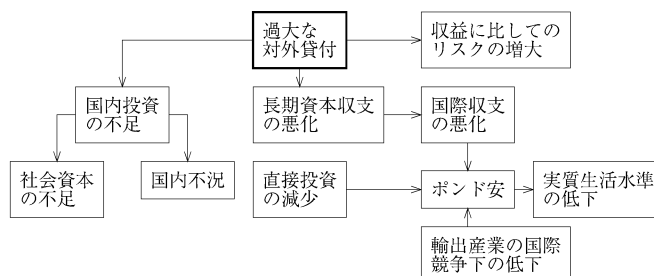 過大な
対外貸付
収益に比しての
リスクの増大
国内投資
の不足
長期資本収支
の悪化
国際収支
の悪化
社会資本
の不足
国内不況
直接投資
の減少
ポンド安
実質生活水準
の低下
輸出産業の国際
競争下の低下